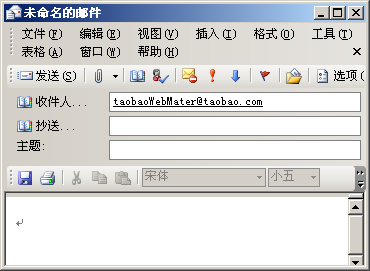 未命名的邮件
文件(F) 编辑(E) 视图(V) 插入(I) 格式(O) 工具(T)
表格(A) 窗口(W) 帮助(H)
发送(S) 选项(
收件人... taobaoWebMater@taobao.com
抄送...
主题:
宋体 小五